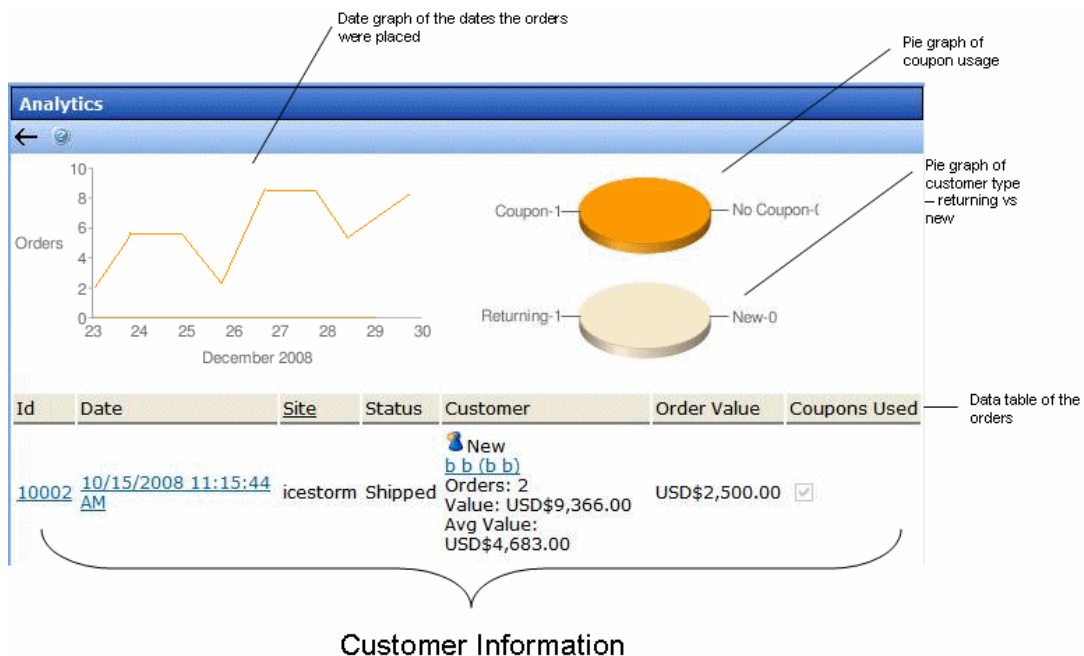 Date graph of the dates the orders
were placed
Pie graph of
coupon usage
Analytics
10
8
6
4
2
0
Orders
23 24 25 26 27 28 29 30
December 2008
Coupon-1
No Coupon-(
Returning-1
New-0
Pie graph of
customer type
– returning vs
new
Id Date Site Status Customer Order Value Coupons Used
Data table of the
orders
New
b b (b b)
10002 10/15/2008 11:15:44
AM
icestorm Shipped
Orders: 2
Value: USD$9,366.00
Avg Value:
USD$4,683.00
USD$2,500.00
Customer Information